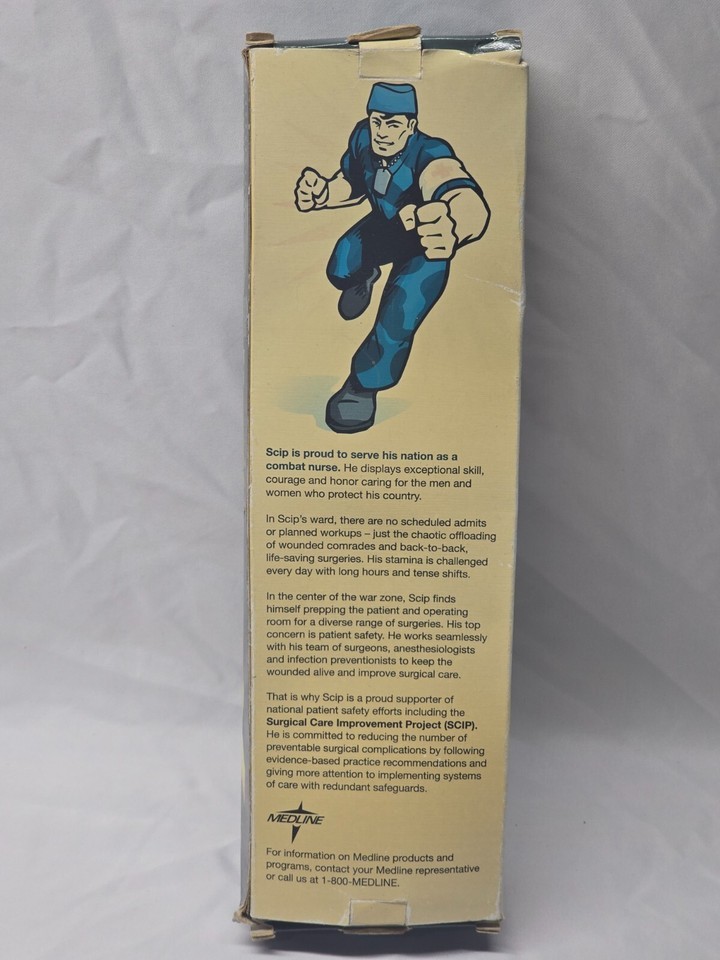 Scip is proud to serve his nation as a
combat nurse. He displays exceptional skill,
courage and honor caring for the men and
women who protect his country.
In Scip's ward, there are no scheduled admits
or planned workups – just the chaotic offloading
of wounded comrades and back-to-back,
life-saving surgeries. His stamina is challenged
every day with long hours and tense shifts.
In the center of the war zone, Scip finds
himself prepping the patient and operating
room for a diverse range of surgeries. His top
concern is patient safety. He works seamlessly
with his team of surgeons, anesthesiologists
and infection preventionists to keep the
wounded alive and improve surgical care.
That is why Scip is a proud supporter of
national patient safety efforts including the
Surgical Care Improvement Project (SCIP).
He is committed to reducing the number of
preventable surgical complications by following
evidence-based practice recommendations and
giving more attention to implementing systems
of care with redundant safeguards.
MEDLINE
For information on Medline products and
programs, contact your Medline representative
or call us at 1-800-MEDLINE.